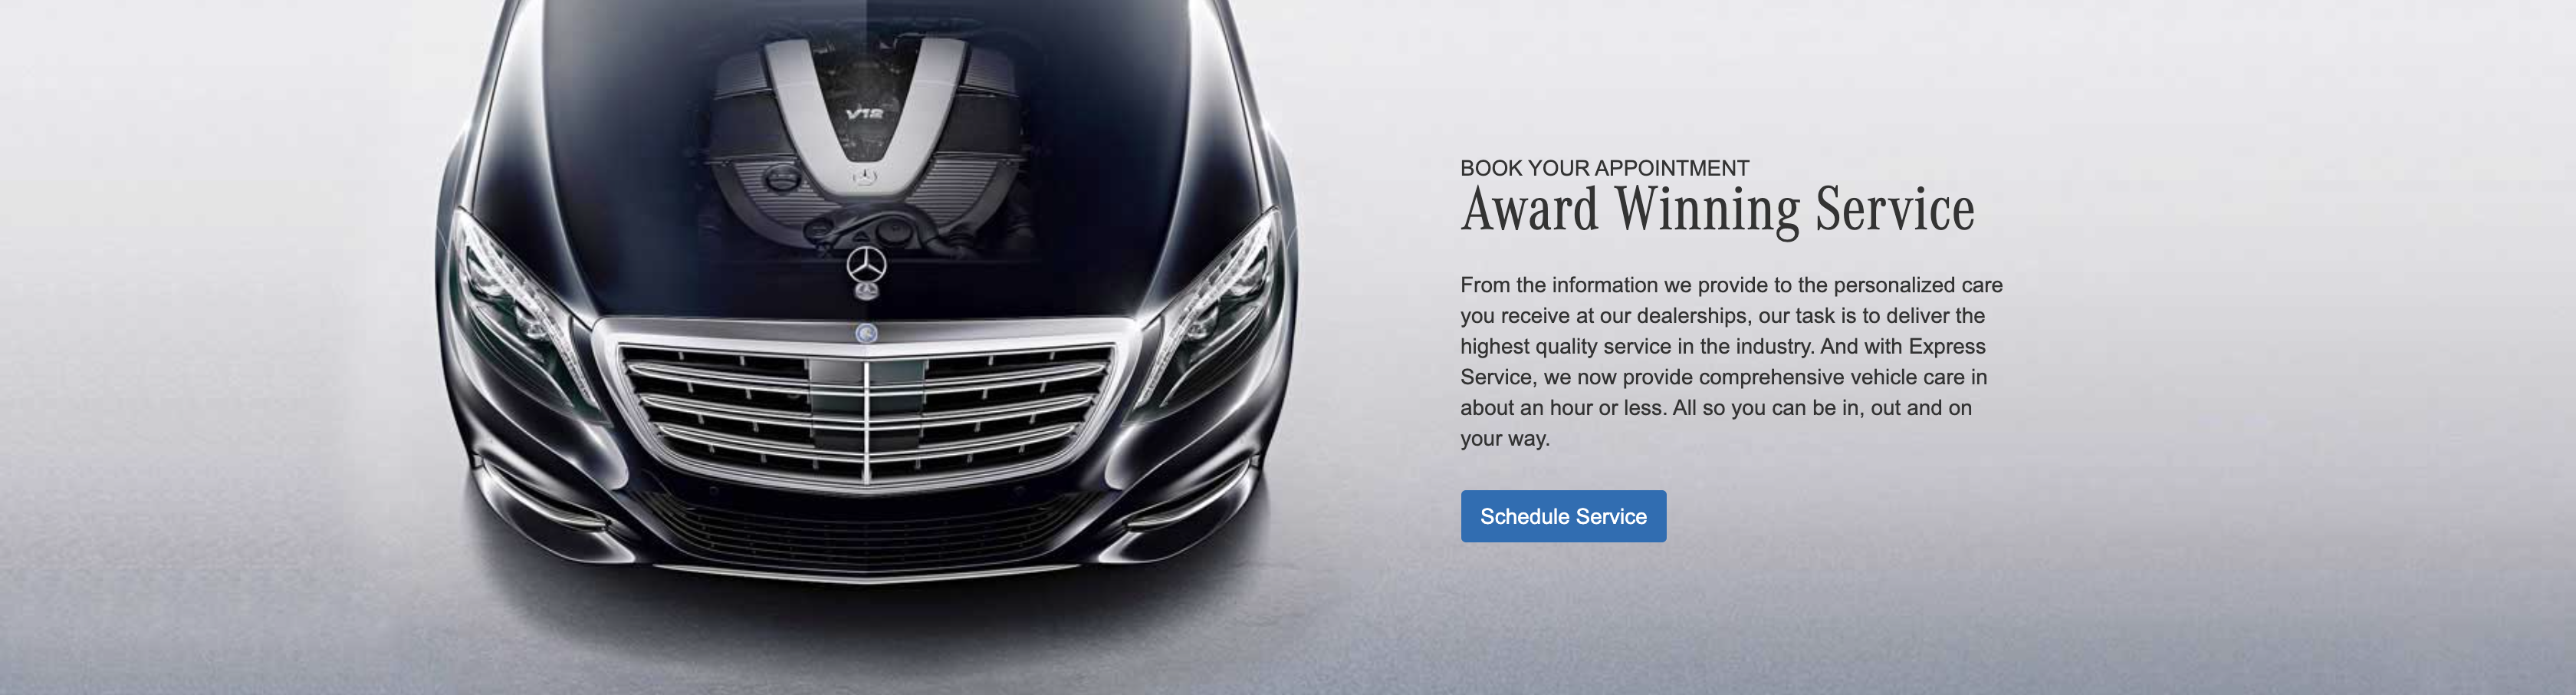 V12
BOOK YOUR APPOINTMENT
Award Winning Service
From the information we provide to the personalized care
you receive at our dealerships, our task is to deliver the
highest quality service in the industry. And with Express
Service, we now provide comprehensive vehicle care in
about an hour or less. All so you can be in, out and on
your way.
Schedule Service